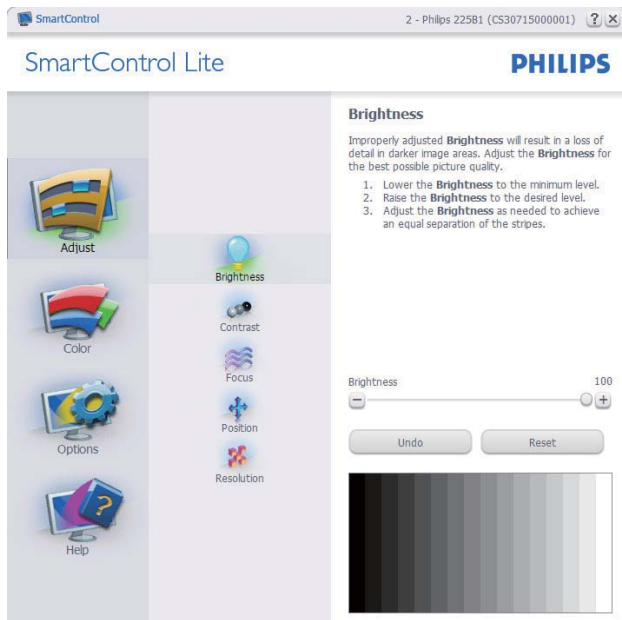 SmartControl
2 - Philips 225B1 (CS30715000001)
? X
SmartControl Lite
PHILIPS
Adjust
Color
Options
?
Help
Brightness
Contrast
Focus
Position
Resolution
Brightness
Improperly adjusted Brightness will result in a loss of
detail in darker image areas. Adjust the Brightness for
the best possible picture quality.
1. Lower the Brightness to the minimum level.
2. Raise the Brightness to the desired level.
3. Adjust the Brightness as needed to achieve
an equal separation of the stripes.
Brightness 100
Undo Reset